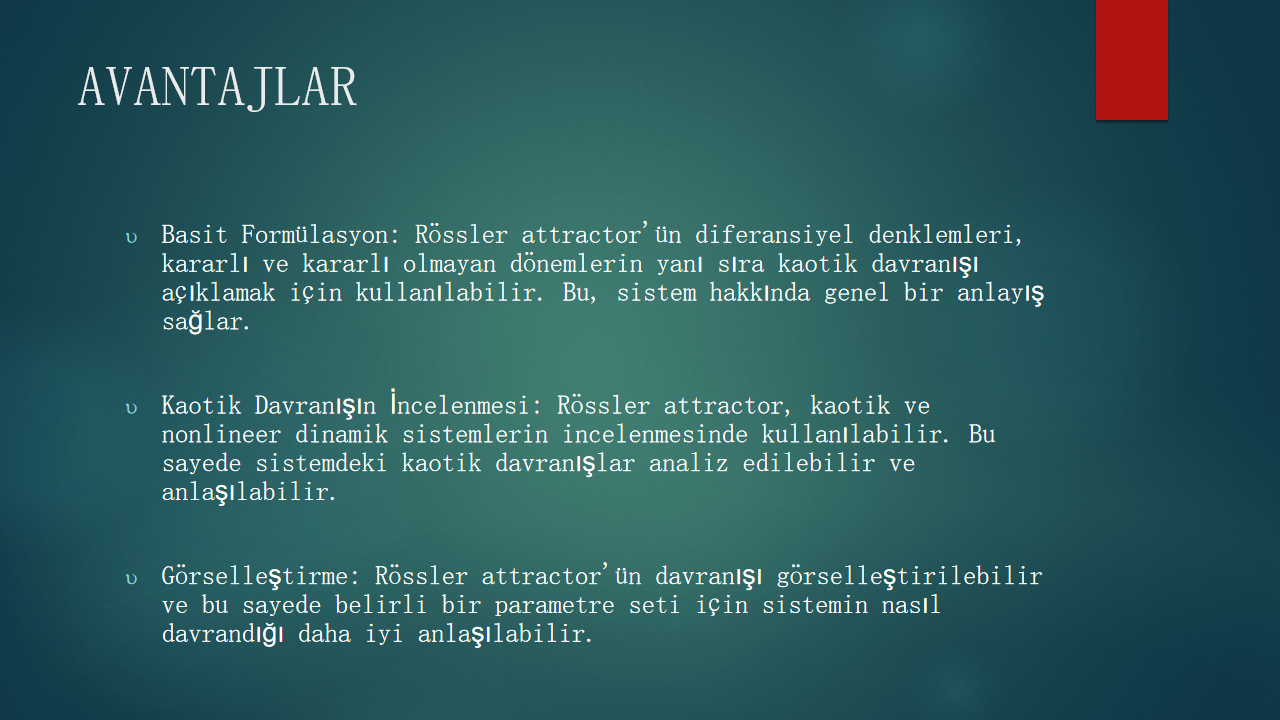 AVANTAJLAR
Basit Formülasyon: Rössler attractor'ün diferansiyel denklemleri,
kararlı ve kararlı olmayan dönemlerin yanı sıra kaotik davranışı
açıklamak için kullanılabilir. Bu, sistem hakkında genel bir anlayış
sağlar.
Kaotik Davranışın İncelenmesi: Rössler attractor, kaotik ve
nonlineer dinamik sistemlerin incelenmesinde kullanılabilir. Bu
sayede sistemdeki kaotik davranışlar analiz edilebilir ve
anlaşılabilir.
Görselleştirme: Rössler attractor'ün davranışı görselleştirilebilir
ve bu sayede belirli bir parametre seti için sistemin nasıl
davrandığı daha iyi anlaşılabilir.